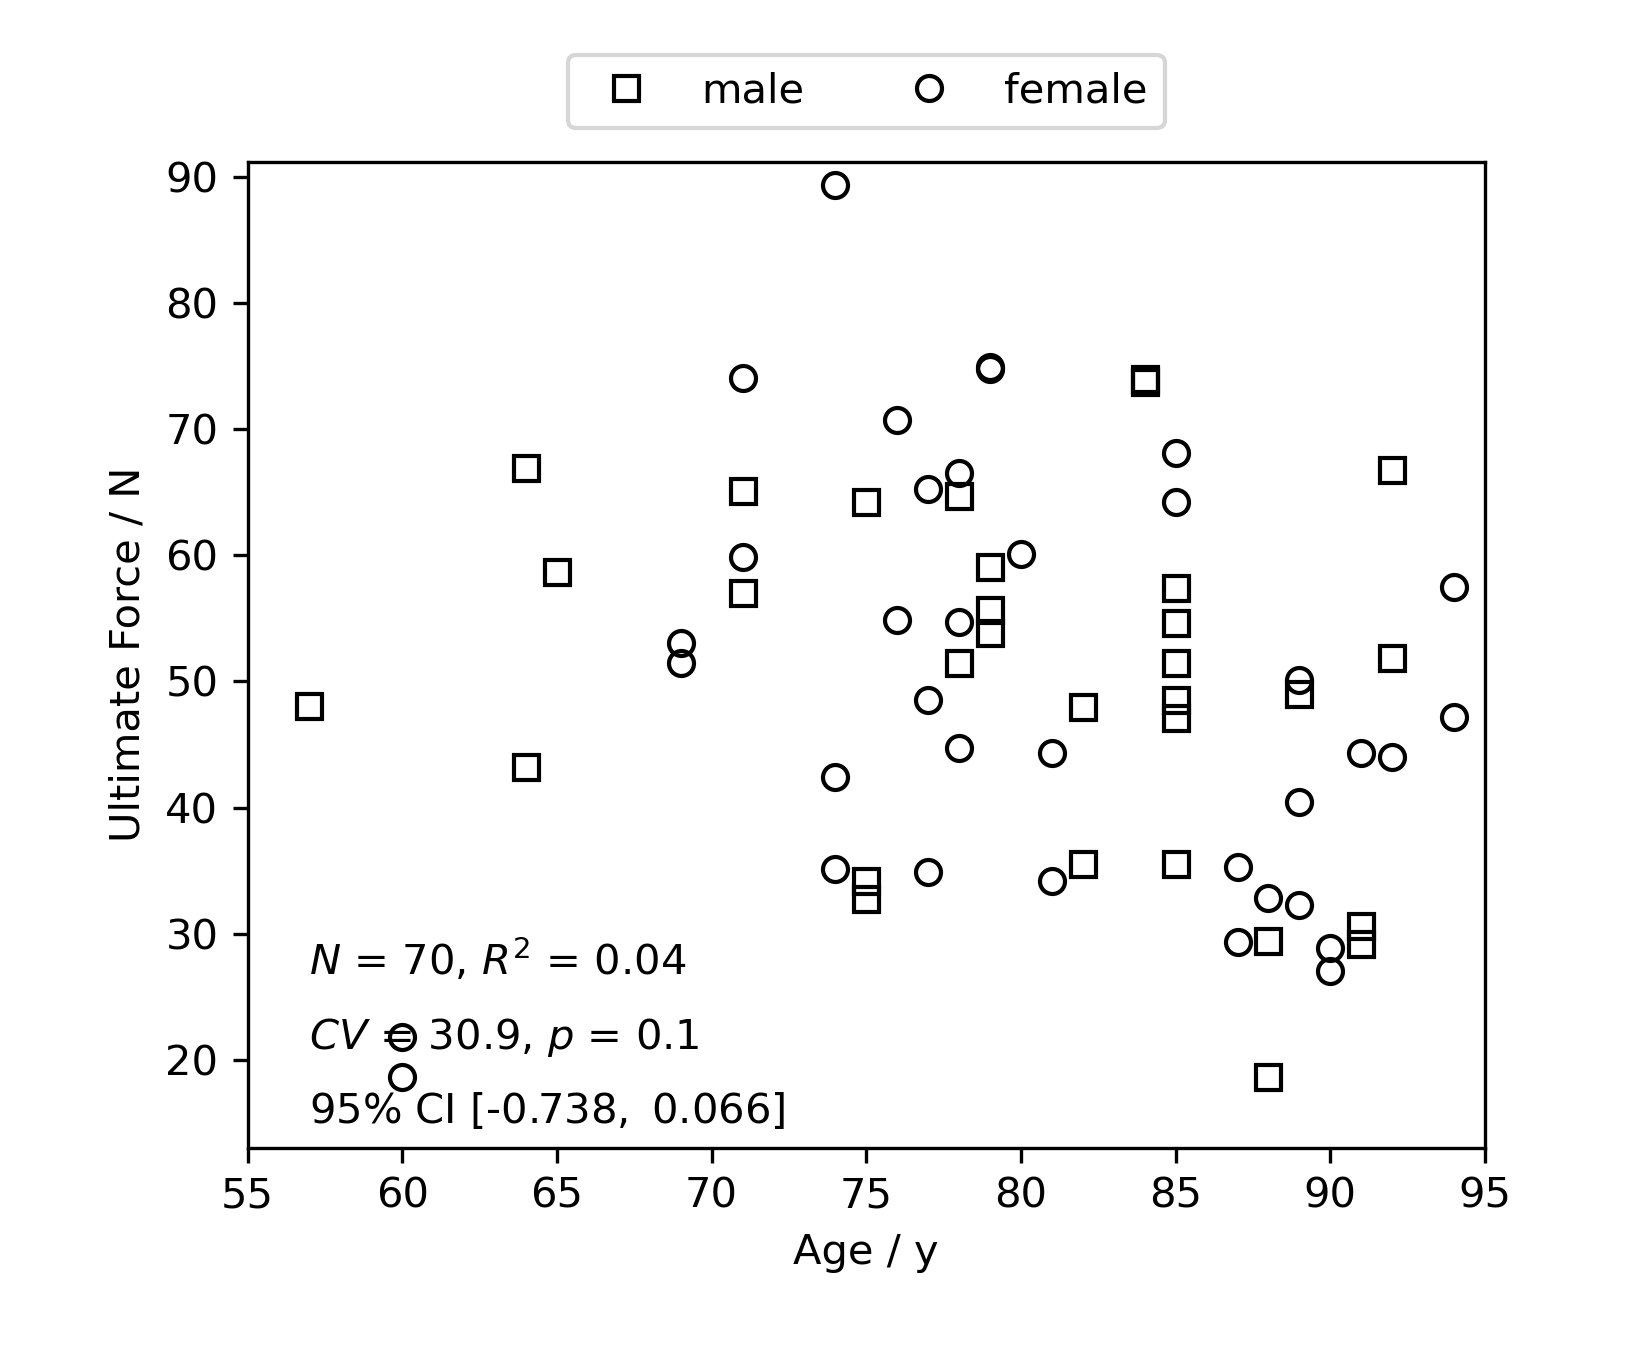 male female
90
80
70
60
50
40
30
20
Ultimate Force / N
N = 70, R² = 0.04
CV = 30.9, p = 0.1
95% CI [-0.738, 0.066]
55 60 65 70 75 80 85 90 95
Age / y